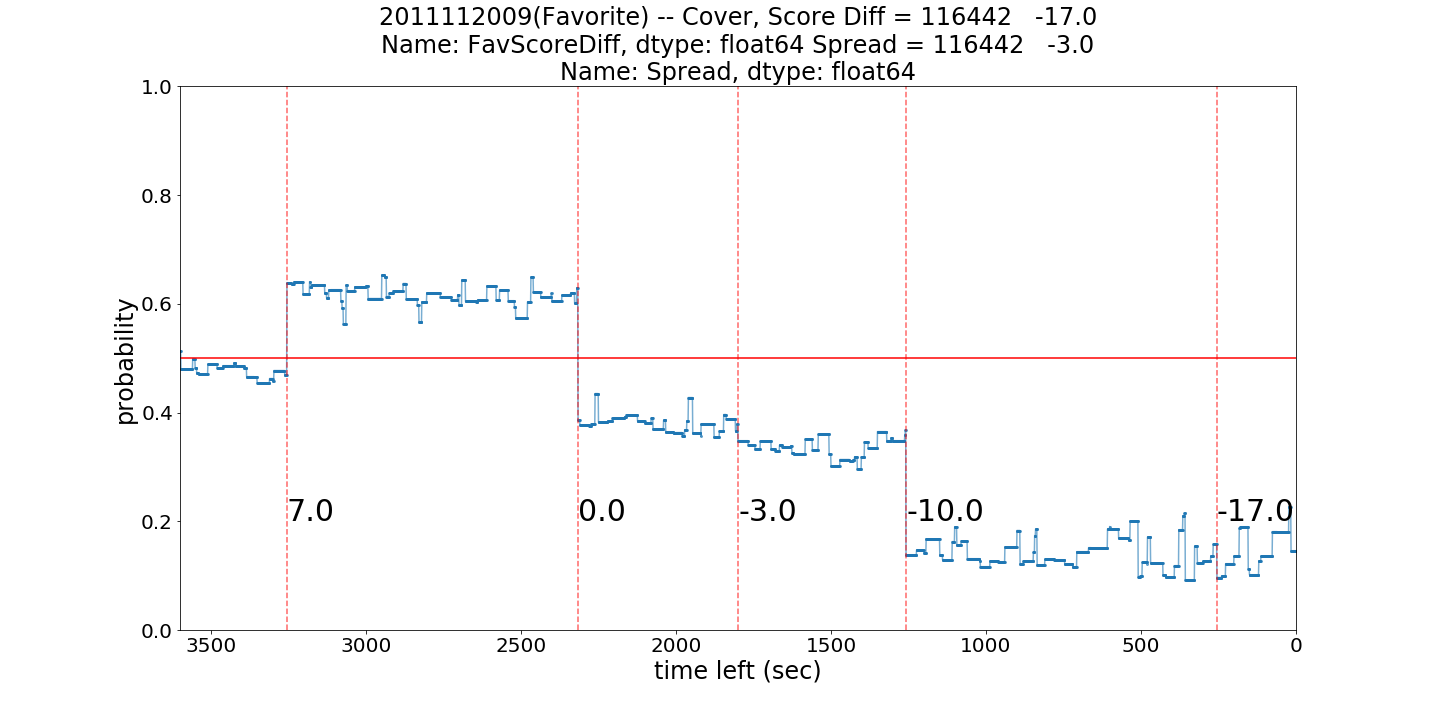 2011112009(Favorite) -- Cover, Score Diff = 116442   -17.0
Name: FavScoreDiff, dtype: float64 Spread = 116442   -3.0
Name: Spread, dtype: float64
1.0
0.8
0.6
0.4
0.2
0.0
probability
7.0
0.0
-3.0
-10.0
-17.0
3500 3000 2500 2000 1500 1000 500 0
time left (sec)